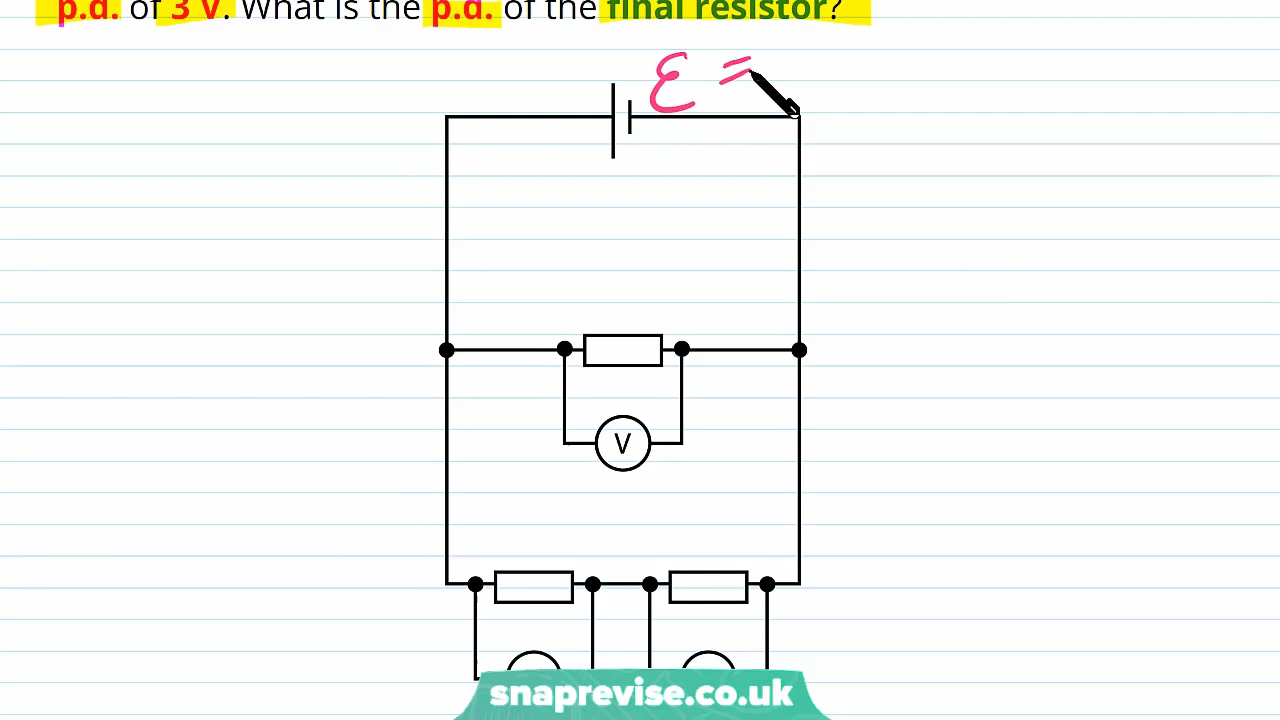 p.d. of 3 V. What is the p.d. of the final resistor?
ε =
V
snaprevise.co.uk